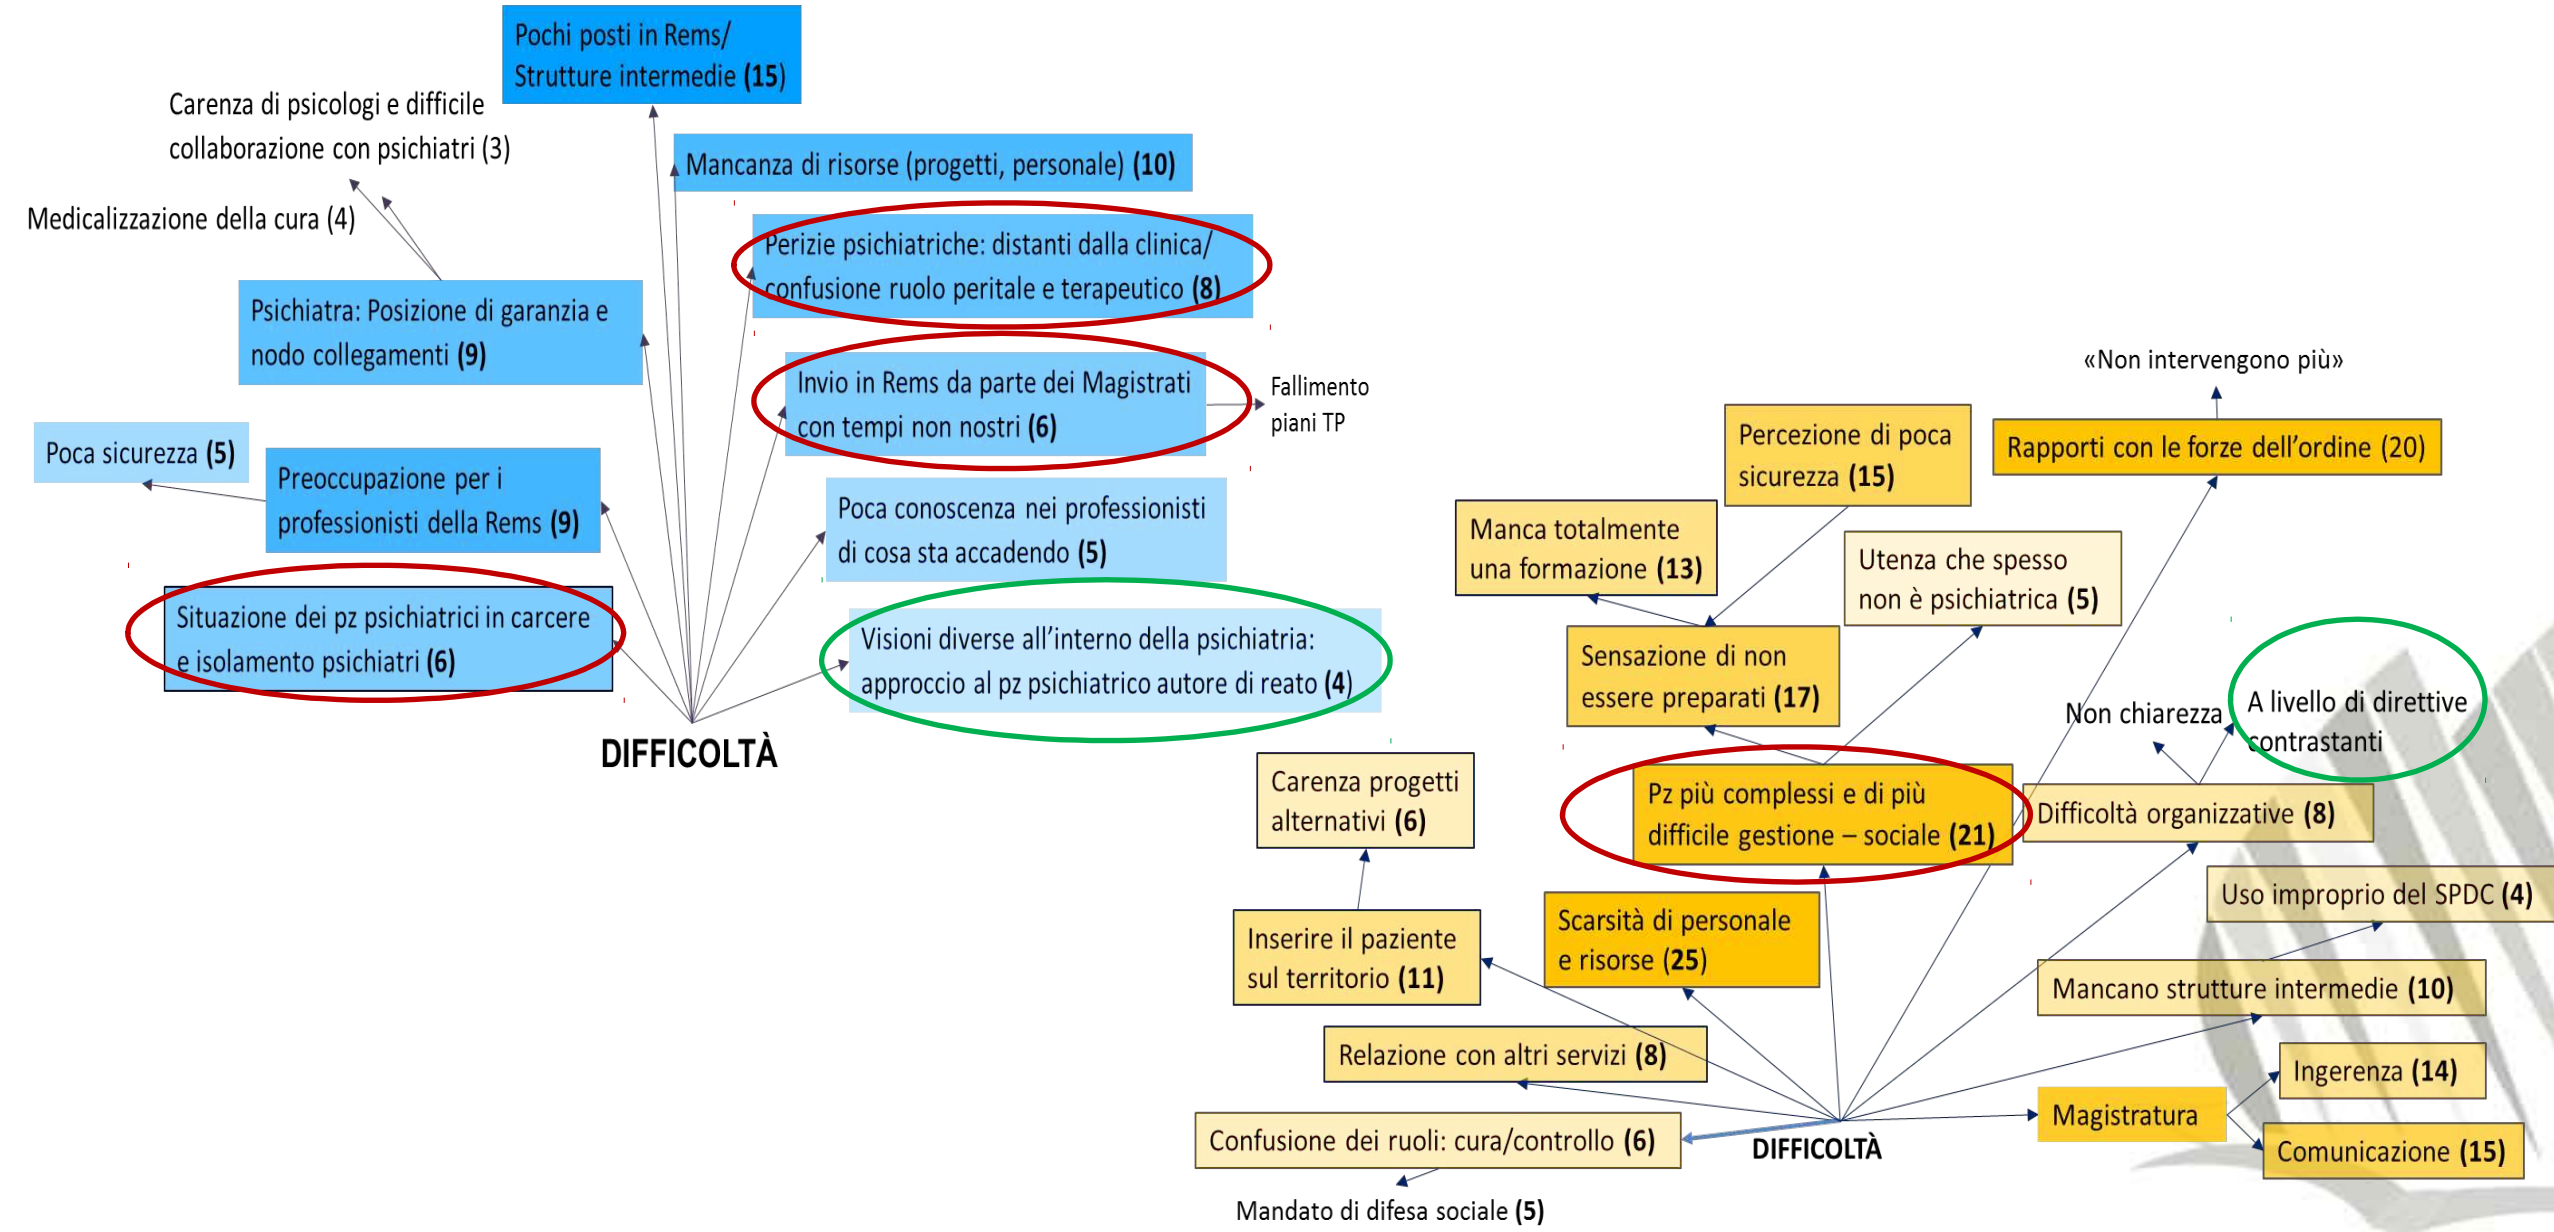 Pochi posti in Rems/
Strutture intermedie (15)
Carenza di psicologi e difficile
collaborazione con psichiatri (3)
Mancanza di risorse (progetti, personale) (10)
Medicalizzazione della cura (4)
Perizie psichiatriche: distanti dalla clinica/
confusione ruolo peritale e terapeutico (8)
Psichiatra: Posizione di garanzia e
nodo collegamenti (9)
Invio in Rems da parte dei Magistrati
con tempi non nostri (6)
Fallimento
piani TP
Poca sicurezza (5)
Preoccupazione per i
professionisti della Rems (9)
Poca conoscenza nei professionisti
di cosa sta accadendo (5)
Situazione dei pz psichiatrici in carcere
e isolamento psichiatri (6)
Visioni diverse all'interno della psichiatria:
approccio al pz psichiatrico autore di reato (4)
DIFFICOLTÀ
«Non intervengono più»
Rapporti con le forze dell'ordine (20)
Percezione di poca
sicurezza (15)
Manca totalmente
una formazione (13)
Utenza che spesso
non è psichiatrica (5)
Sensazione di non
essere preparati (17)
Non chiarezza
A livello di direttive
contrastanti
Carenza progetti
alternativi (6)
Pz più complessi e di più
difficile gestione – sociale (21)
Difficoltà organizzative (8)
Uso improprio del SPDC (4)
Inserire il paziente
sul territorio (11)
Scarsità di personale
e risorse (25)
Mancano strutture intermedie (10)
Relazione con altri servizi (8)
Ingerenza (14)
Magistratura
Confusione dei ruoli: cura/controllo (6)
DIFFICOLTÀ
Comunicazione (15)
Mandato di difesa sociale (5)